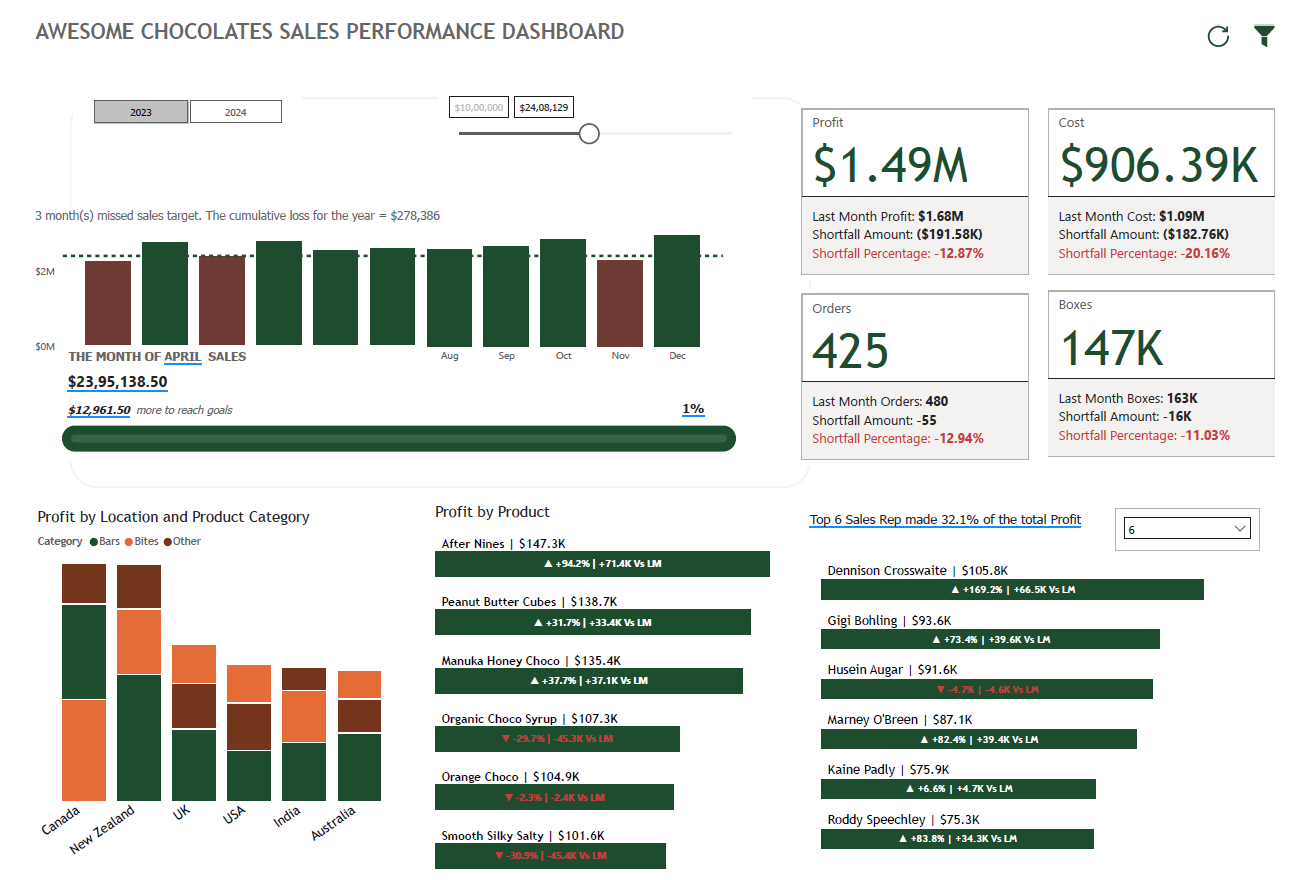 AWESOME CHOCOLATES SALES PERFORMANCE DASHBOARD
2023 2024
$10,00,000 $24,08,129
3 month(s) missed sales target. The cumulative loss for the year = $278,386
$2M
$0M
Aug Sep Oct Nov Dec
THE MONTH OF APRIL SALES
$23,95,138.50
$12,961.50 more to reach goals
1%
Profit
$1.49M
Last Month Profit: $1.68M
Shortfall Amount: ($191.58K)
Shortfall Percentage: -12.87%
Cost
$906.39K
Last Month Cost: $1.09M
Shortfall Amount: ($182.76K)
Shortfall Percentage: -20.16%
Orders
425
Last Month Orders: 480
Shortfall Amount: -55
Shortfall Percentage: -12.94%
Boxes
147K
Last Month Boxes: 163K
Shortfall Amount: -16K
Shortfall Percentage: -11.03%
Profit by Location and Product Category
Category Bars Bites Other
Canada
New Zealand
UK
USA
India
Australia
Profit by Product
After Nines | $147.3K
▲ +94.2% | +71.4K Vs LM
Peanut Butter Cubes | $138.7K
▲ +31.7% | +33.4K Vs LM
Manuka Honey Choco | $135.4K
▲ +37.7% | +37.1K Vs LM
Organic Choco Syrup | $107.3K
▼ -29.7% | -45.3K Vs LM
Orange Choco | $104.9K
▼ -2.3% | -2.4K Vs LM
Smooth Silky Salty | $101.6K
▼ -30.9% | -45.4K Vs LM
Top 6 Sales Rep made 32.1% of the total Profit
6
Dennison Crosswaite | $105.8K
▲ +169.2% | +66.5K Vs LM
Gigi Bohling | $93.6K
▲ +73.4% | +39.6K Vs LM
Husein Augar | $91.6K
▼ -4.7% | -4.6K Vs LM
Marney O'Breen | $87.1K
▲ +82.4% | +39.4K Vs LM
Kaine Padly | $75.9K
▲ +6.6% | +4.7K Vs LM
Roddy Speechley | $75.3K
▲ +83.8% | +34.3K Vs LM